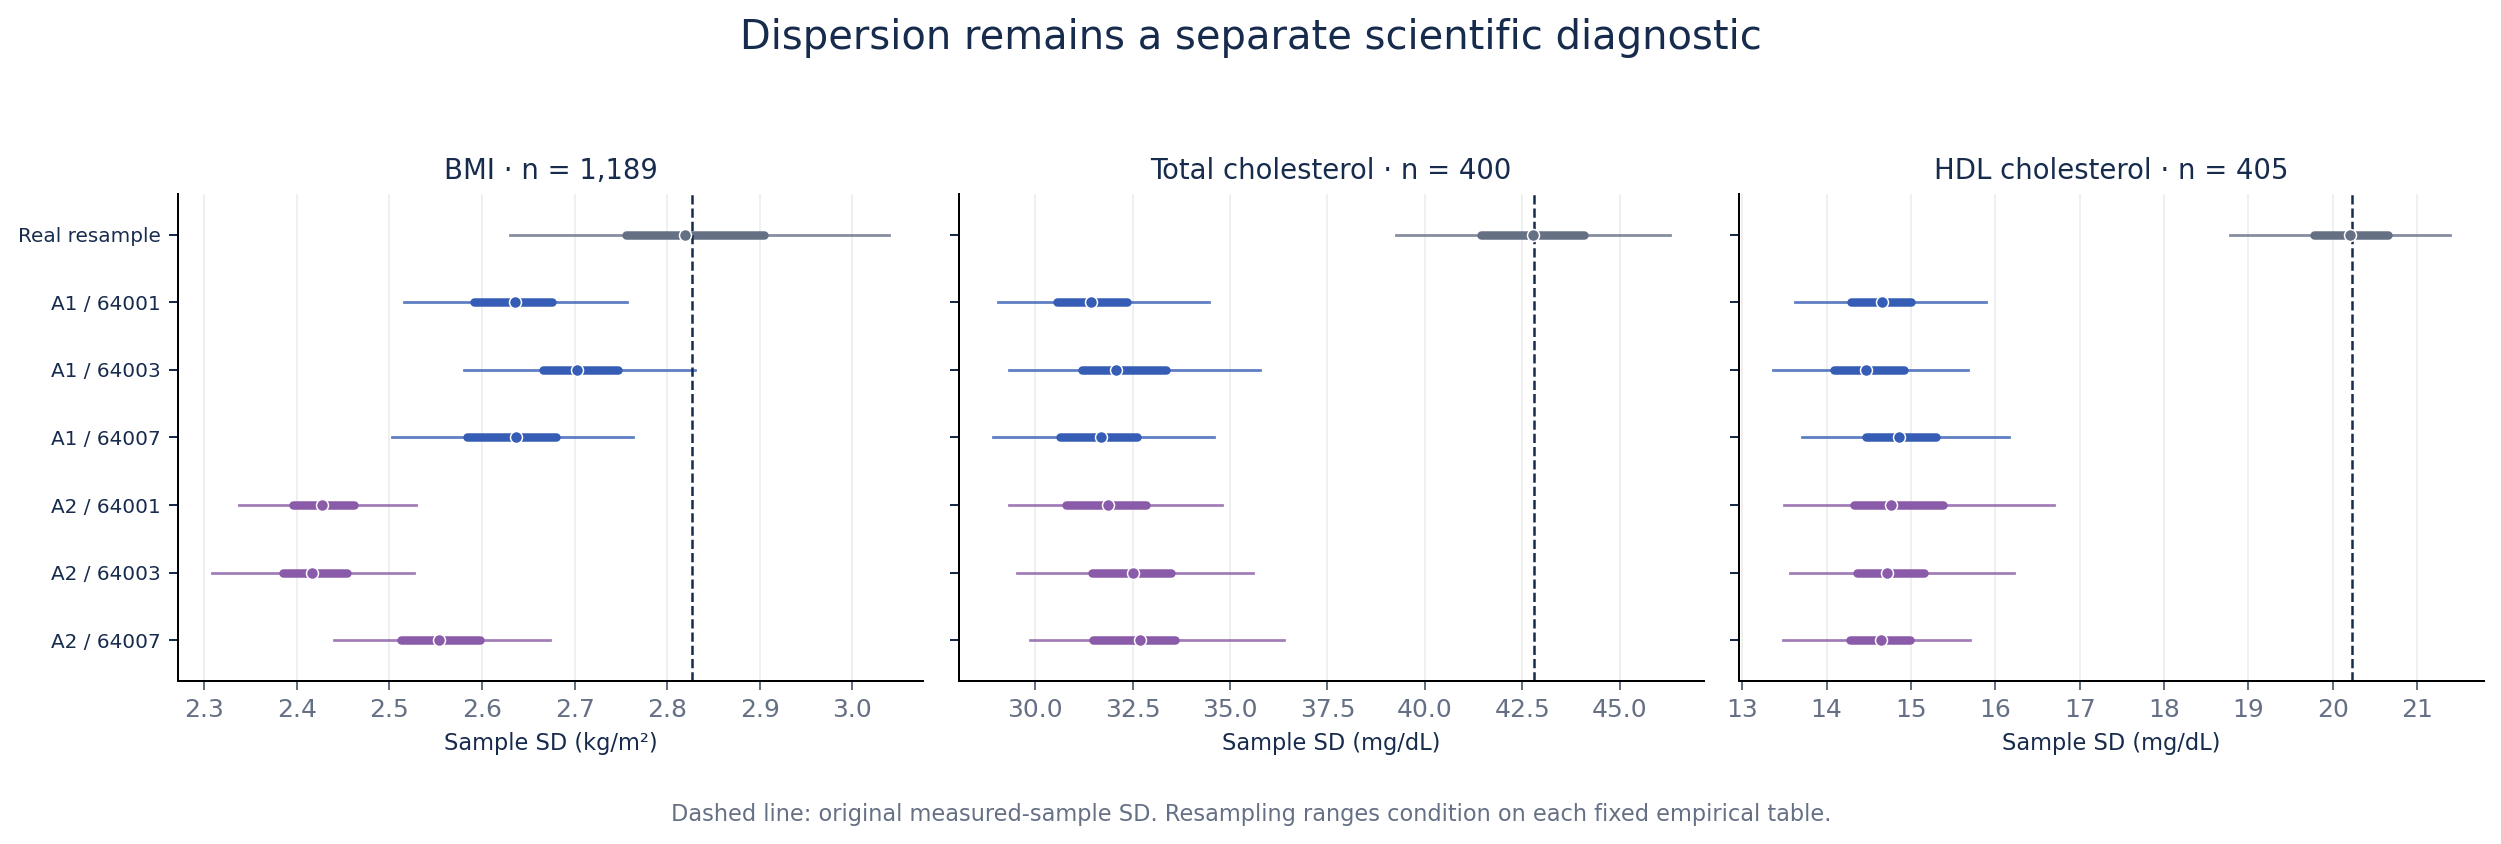 Dispersion remains a separate scientific diagnostic
BMI · n = 1,189
Total cholesterol · n = 400
HDL cholesterol · n = 405
Real resample
A1 / 64001
A1 / 64003
A1 / 64007
A2 / 64001
A2 / 64003
A2 / 64007
2.3 2.4 2.5 2.6 2.7 2.8 2.9 3.0
30.0 32.5 35.0 37.5 40.0 42.5 45.0
13 14 15 16 17 18 19 20 21
Sample SD (kg/m²)
Sample SD (mg/dL)
Sample SD (mg/dL)
Dashed line: original measured-sample SD. Resampling ranges condition on each fixed empirical table.